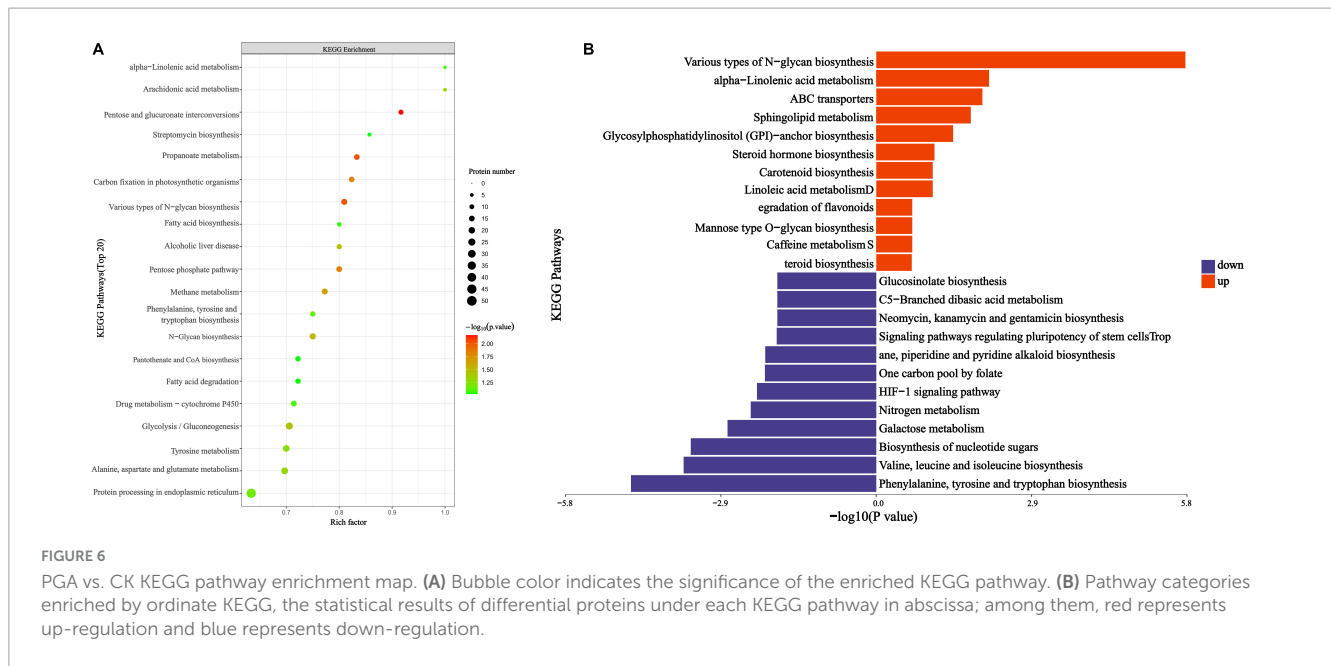 A
KEGG Enrichment
KEGG Pathways(Top 20)
alpha−Linolenic acid metabolism
Arachidonic acid metabolism
Pentose and glucuronate interconversions
Streptomycin biosynthesis
Propanoate metabolism
Carbon fixation in photosynthetic organisms
Various types of N−glycan biosynthesis
Fatty acid biosynthesis
Alcoholic liver disease
Pentose phosphate pathway
Methane metabolism
Phenylalanine, tyrosine and
tryptophan biosynthesis
N−Glycan biosynthesis
Pantothenate and CoA biosynthesis
Fatty acid degradation
Drug metabolism − cytochrome P450
Glycolysis / Gluconeogenesis
Tyrosine metabolism
Alanine, aspartate and glutamate metabolism
Protein processing in endoplasmic reticulum
0.7 0.8 0.9 1.0
Rich factor
Protein number
0
5
10
15
20
25
30
35
40
45
50
−log₁₀(p.value)
2.00
1.75
1.50
1.25
B
KEGG Pathways
Various types of N−glycan biosynthesis
alpha−Linolenic acid metabolism
ABC transporters
Sphingolipid metabolism
Glycosylphosphatidylinositol (GPI)−anchor biosynthesis
Steroid hormone biosynthesis
Carotenoid biosynthesis
Linoleic acid metabolismD
egradation of flavonoids
Mannose type O−glycan biosynthesis
Caffeine metabolism S
teroid biosynthesis
Glucosinolate biosynthesis
C5−Branched dibasic acid metabolism
Neomycin, kanamycin and gentamicin biosynthesis
Signaling pathways regulating pluripotency of stem cellsTrop
ane, piperidine and pyridine alkaloid biosynthesis
One carbon pool by folate
HIF−1 signaling pathway
Nitrogen metabolism
Galactose metabolism
Biosynthesis of nucleotide sugars
Valine, leucine and isoleucine biosynthesis
Phenylalanine, tyrosine and tryptophan biosynthesis
−5.8 −2.9 0.0 2.9 5.8
−log10(P value)
down
up
FIGURE 6
PGA vs. CK KEGG pathway enrichment map. (A) Bubble color indicates the significance of the enriched KEGG pathway. (B) Pathway categories
enriched by ordinate KEGG, the statistical results of differential proteins under each KEGG pathway in abscissa; among them, red represents
up-regulation and blue represents down-regulation.